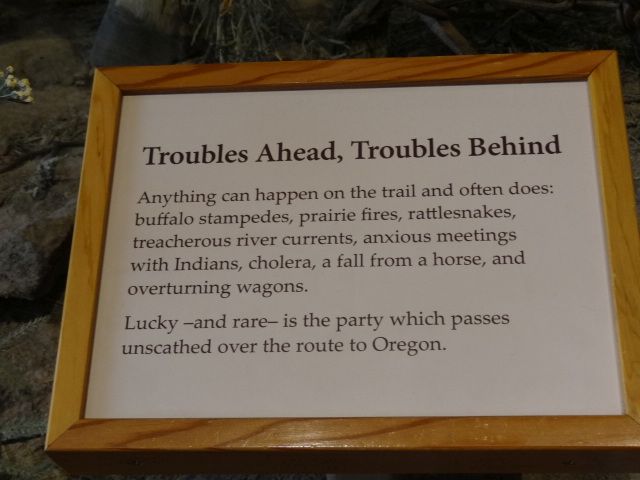 Troubles Ahead, Troubles Behind
Anything can happen on the trail and often does:
buffalo stampedes, prairie fires, rattlesnakes,
treacherous river currents, anxious meetings
with Indians, cholera, a fall from a horse, and
overturning wagons.
Lucky –and rare– is the party which passes
unscathed over the route to Oregon.